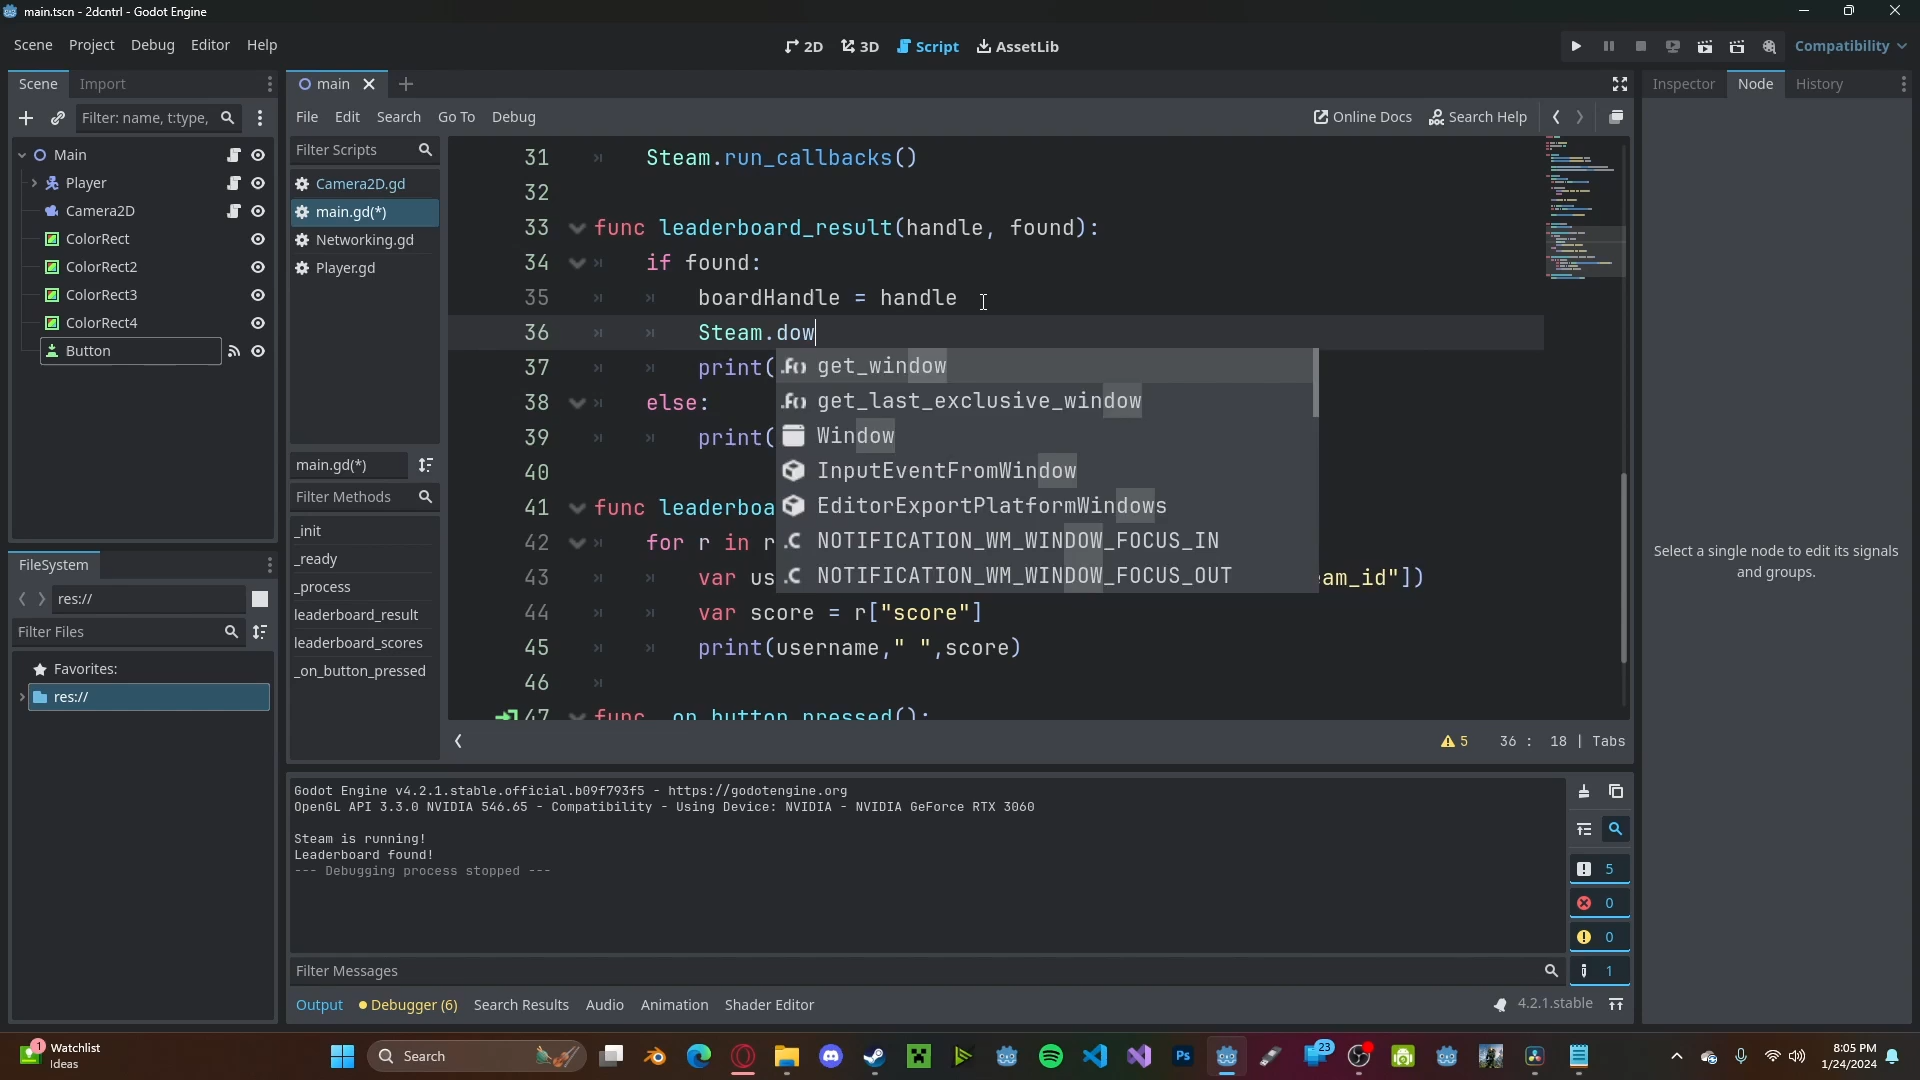 main.tscn - 2dcntrl - Godot Engine
Scene Project Debug Editor Help
2D 3D Script AssetLib
Compatibility
Scene Import
Filter: name, t:type,
Main
Player
Camera2D
ColorRect
ColorRect2
ColorRect3
ColorRect4
Button
FileSystem
res://
Filter Files
Favorites:
res://
main
File Edit Search Go To Debug
Online Docs Search Help
Filter Scripts
Camera2D.gd
main.gd(*)
Networking.gd
Player.gd
main.gd(*)
Filter Methods
_init
_ready
_process
leaderboard_result
leaderboard_scores
_on_button_pressed
31 Steam.run_callbacks()
32
33 func leaderboard_result(handle, found):
34 if found:
35 boardHandle = handle
36 Steam.dow
37 print(
38 else:
39 print(
40
41 func leaderboa
42 for r in r
43 var us am_id"])
44 var score = r["score"]
45 print(username," ",score)
46
47 func _on_button_pressed():
get_window
get_last_exclusive_window
Window
InputEventFromWindow
EditorExportPlatformWindows
NOTIFICATION_WM_WINDOW_FOCUS_IN
NOTIFICATION_WM_WINDOW_FOCUS_OUT
5 36 : 18 | Tabs
Godot Engine v4.2.1.stable.official.b09f793f5 - https://godotengine.org
OpenGL API 3.3.0 NVIDIA 546.65 - Compatibility - Using Device: NVIDIA - NVIDIA GeForce RTX 3060
Steam is running!
Leaderboard found!
--- Debugging process stopped ---
5
0
0
1
Filter Messages
Output Debugger (6) Search Results Audio Animation Shader Editor
4.2.1.stable
Inspector Node History
Select a single node to edit its signals
and groups.
1
Watchlist
Ideas
Search
Ps
23
8:05 PM
1/24/2024